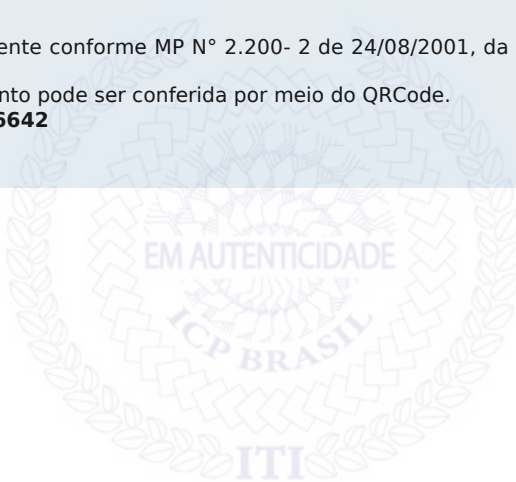 ente conforme MP N° 2.200- 2 de 24/08/2001, da
nto pode ser conferida por meio do QRCode.
6642
EM AUTENTICIDADE
ICP BRASIL
ITI